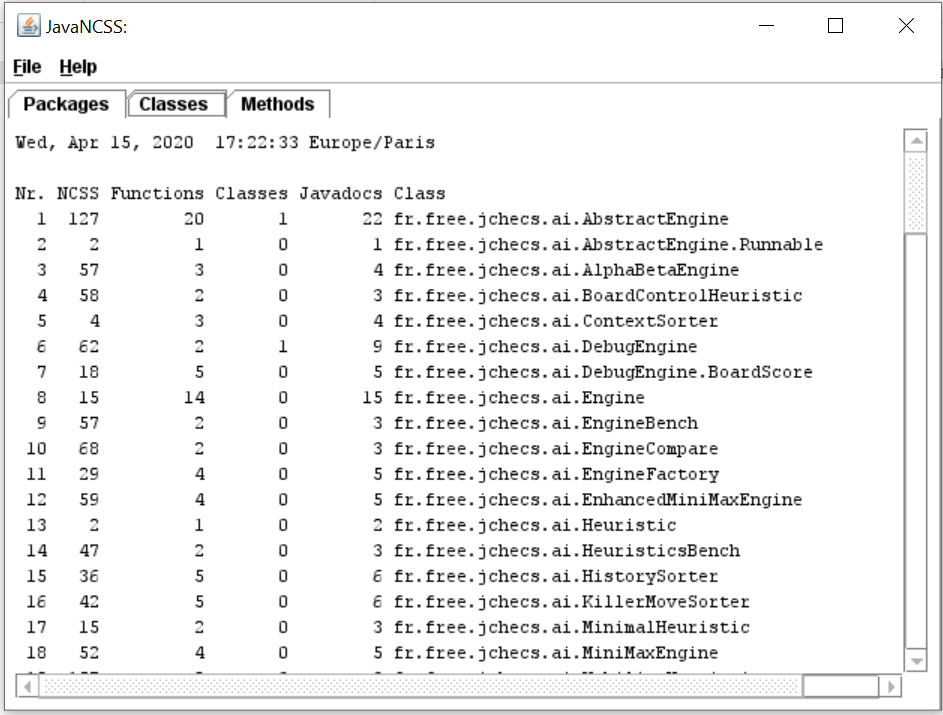 JavaNCSS:
File Help
Packages Classes Methods
Wed, Apr 15, 2020  17:22:33 Europe/Paris
Nr. NCSS Functions Classes Javadocs Class
  1  127        20       1       22 fr.free.jchecs.ai.AbstractEngine
  2    2         1       0        1 fr.free.jchecs.ai.AbstractEngine.Runnable
  3   57         3       0        4 fr.free.jchecs.ai.AlphaBetaEngine
  4   58         2       0        3 fr.free.jchecs.ai.BoardControlHeuristic
  5    4         3       0        4 fr.free.jchecs.ai.ContextSorter
  6   62         2       1        9 fr.free.jchecs.ai.DebugEngine
  7   18         5       0        5 fr.free.jchecs.ai.DebugEngine.BoardScore
  8   15        14       0       15 fr.free.jchecs.ai.Engine
  9   57         2       0        3 fr.free.jchecs.ai.EngineBench
 10   68         2       0        3 fr.free.jchecs.ai.EngineCompare
 11   29         4       0        5 fr.free.jchecs.ai.EngineFactory
 12   59         4       0        5 fr.free.jchecs.ai.EnhancedMiniMaxEngine
 13    2         1       0        2 fr.free.jchecs.ai.Heuristic
 14   47         2       0        3 fr.free.jchecs.ai.HeuristicsBench
 15   36         5       0        6 fr.free.jchecs.ai.HistorySorter
 16   42         5       0        6 fr.free.jchecs.ai.KillerMoveSorter
 17   15         2       0        3 fr.free.jchecs.ai.MinimalHeuristic
 18   52         4       0        5 fr.free.jchecs.ai.MiniMaxEngine